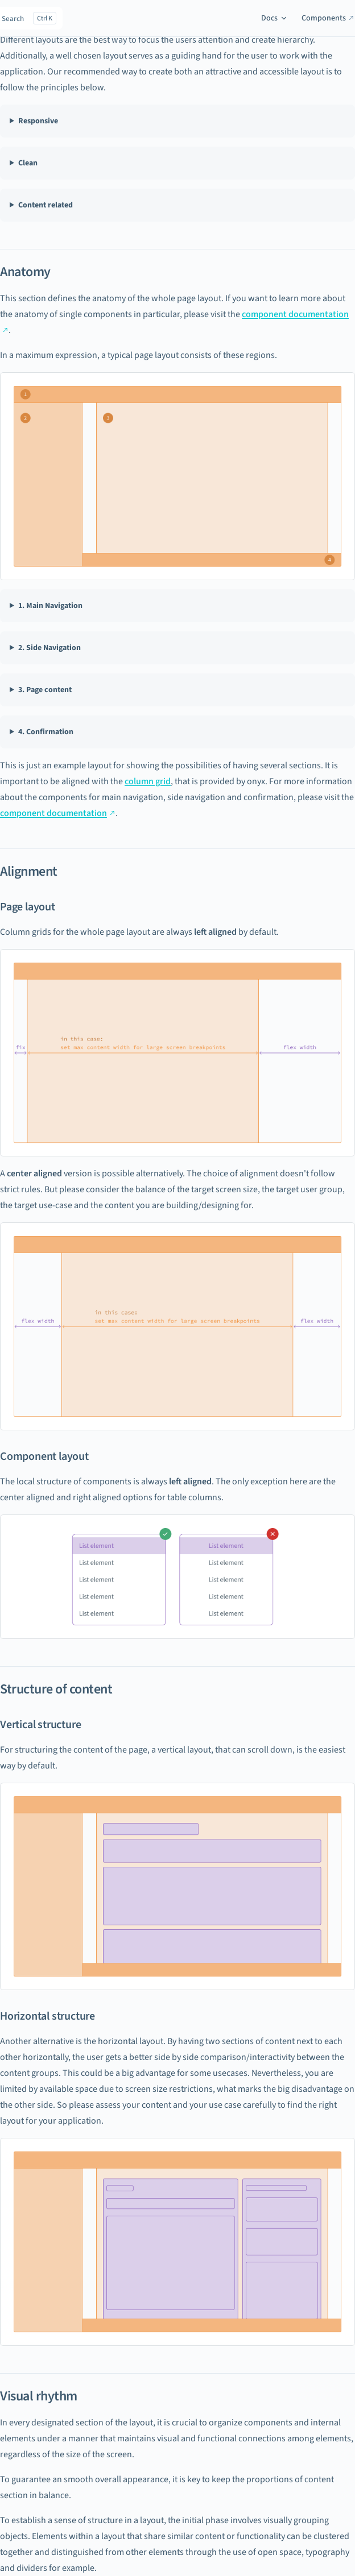 Search Ctrl K Docs Components
Different layouts are the best way to focus the users attention and create hierarchy.
Additionally, a well chosen layout serves as a guiding hand for the user to work with the
application. Our recommended way to create both an attractive and accessible layout is to
follow the principles below.
Responsive
Clean
Content related
Anatomy
This section defines the anatomy of the whole page layout. If you want to learn more about
the anatomy of single components in particular, please visit the component documentation
.
In a maximum expression, a typical page layout consists of these regions.
1
2 3
4
1. Main Navigation
2. Side Navigation
3. Page content
4. Confirmation
This is just an example layout for showing the possibilities of having several sections. It is
important to be aligned with the column grid, that is provided by onyx. For more information
about the components for main navigation, side navigation and confirmation, please visit the
component documentation .
Alignment
Page layout
Column grids for the whole page layout are always left aligned by default.
in this case:
fix set max content width for large screen breakpoints flex width
A center aligned version is possible alternatively. The choice of alignment doesn't follow
strict rules. But please consider the balance of the target screen size, the target user group,
the target use-case and the content you are building/designing for.
in this case:
flex width set max content width for large screen breakpoints flex width
Component layout
The local structure of components is always left aligned. The only exception here are the
center aligned and right aligned options for table columns.
List element List element
List element List element
List element List element
List element List element
List element List element
Structure of content
Vertical structure
For structuring the content of the page, a vertical layout, that can scroll down, is the easiest
way by default.
Horizontal structure
Another alternative is the horizontal layout. By having two sections of content next to each
other horizontally, the user gets a better side by side comparison/interactivity between the
content groups. This could be a big advantage for some usecases. Nevertheless, you are
limited by available space due to screen size restrictions, what marks the big disadvantage on
the other side. So please assess your content and your use case carefully to find the right
layout for your application.
Visual rhythm
In every designated section of the layout, it is crucial to organize components and internal
elements under a manner that maintains visual and functional connections among elements,
regardless of the size of the screen.
To guarantee an smooth overall appearance, it is key to keep the proportions of content
section in balance.
To establish a sense of structure in a layout, the initial phase involves visually grouping
objects. Elements within a layout that share similar content or functionality can be clustered
together and distinguished from other elements through the use of open space, typography
and dividers for example.